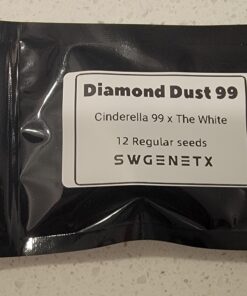 Diamond Dust 99
Cinderella 99 x The White
12 Regular seeds
SWGENETX